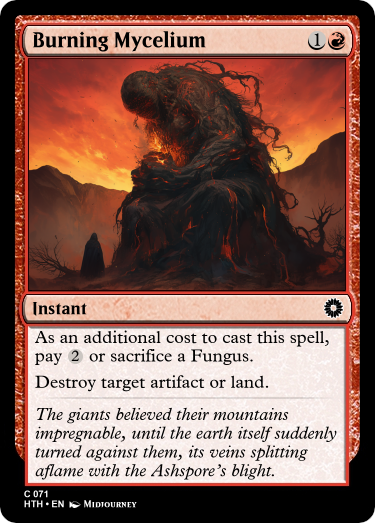 Burning Mycelium 1
Instant
As an additional cost to cast this spell,
pay 2 or sacrifice a Fungus.
Destroy target artifact or land.
The giants believed their mountains
impregnable, until the earth itself suddenly
turned against them, its veins splitting
aflame with the Ashspore's blight.
C 071
HTH • EN Midjourney